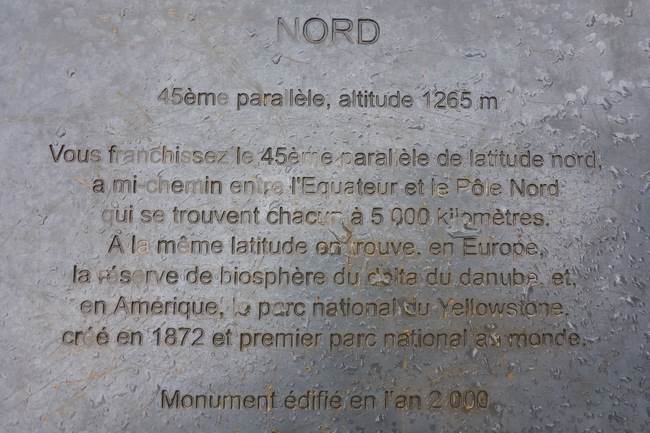 NORD
45ème parallèle, altitude 1265 m
Vous franchissez le 45ème parallèle de latitude nord,
a mi-chemin entre l'Equateur et le Pôle Nord
qui se trouvent chacun à 5 000 kilomètres.
A la même latitude on trouve, en Europe,
la réserve de biosphère du delta du danube, et,
en Amérique, le parc national du Yellowstone,
créé en 1872 et premier parc national au monde.
Monument édifié en l'an 2 000